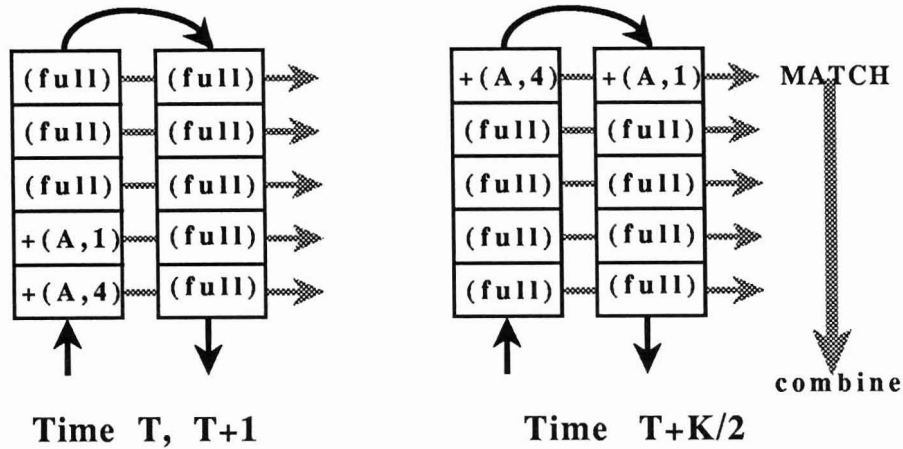 (full) (full)
(full) (full)
(full) (full)
+(A,1) (full)
+(A,4) (full)
Time T, T+1
+(A,4) +(A,1) MATCH
(full) (full)
(full) (full)
(full) (full)
(full) (full)
combine
Time T+K/2